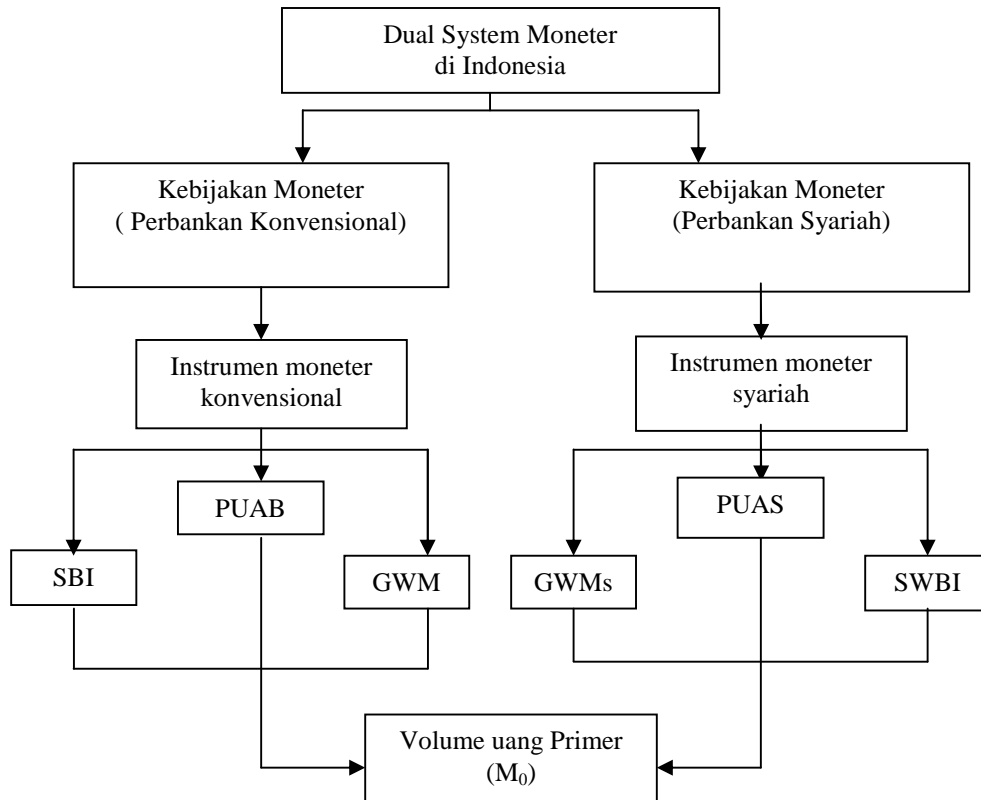 Dual System Moneter
di Indonesia
Kebijakan Moneter
( Perbankan Konvensional)
Kebijakan Moneter
(Perbankan Syariah)
Instrumen moneter
konvensional
Instrumen moneter
syariah
PUAB
PUAS
SBI
GWM
GWMs
SWBI
Volume uang Primer
(M₀)